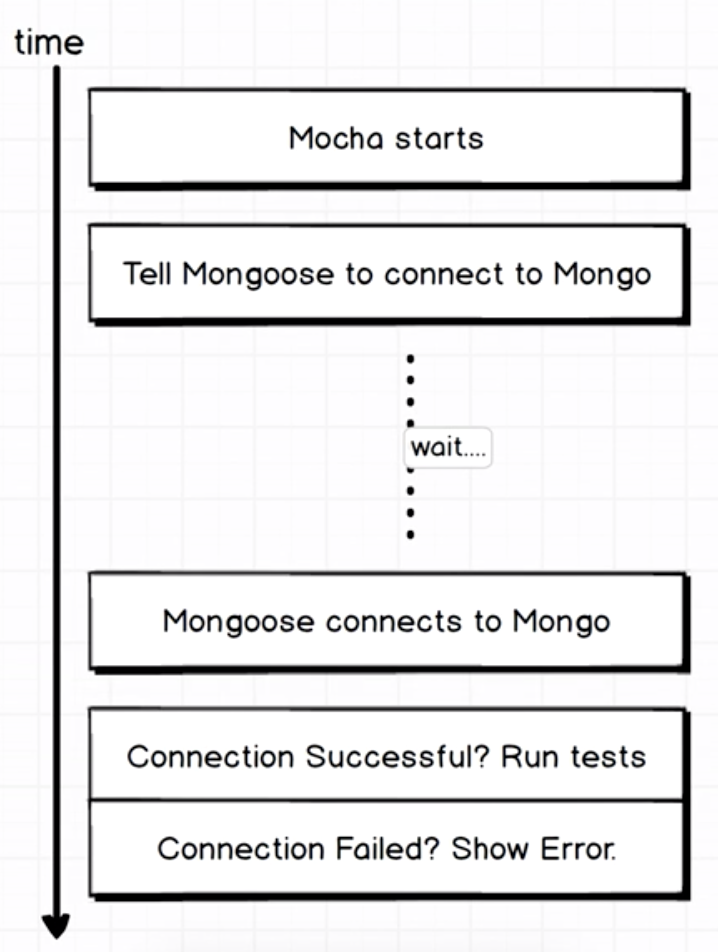 time
Mocha starts
Tell Mongoose to connect to Mongo
wait....
Mongoose connects to Mongo
Connection Successful? Run tests
Connection Failed? Show Error.